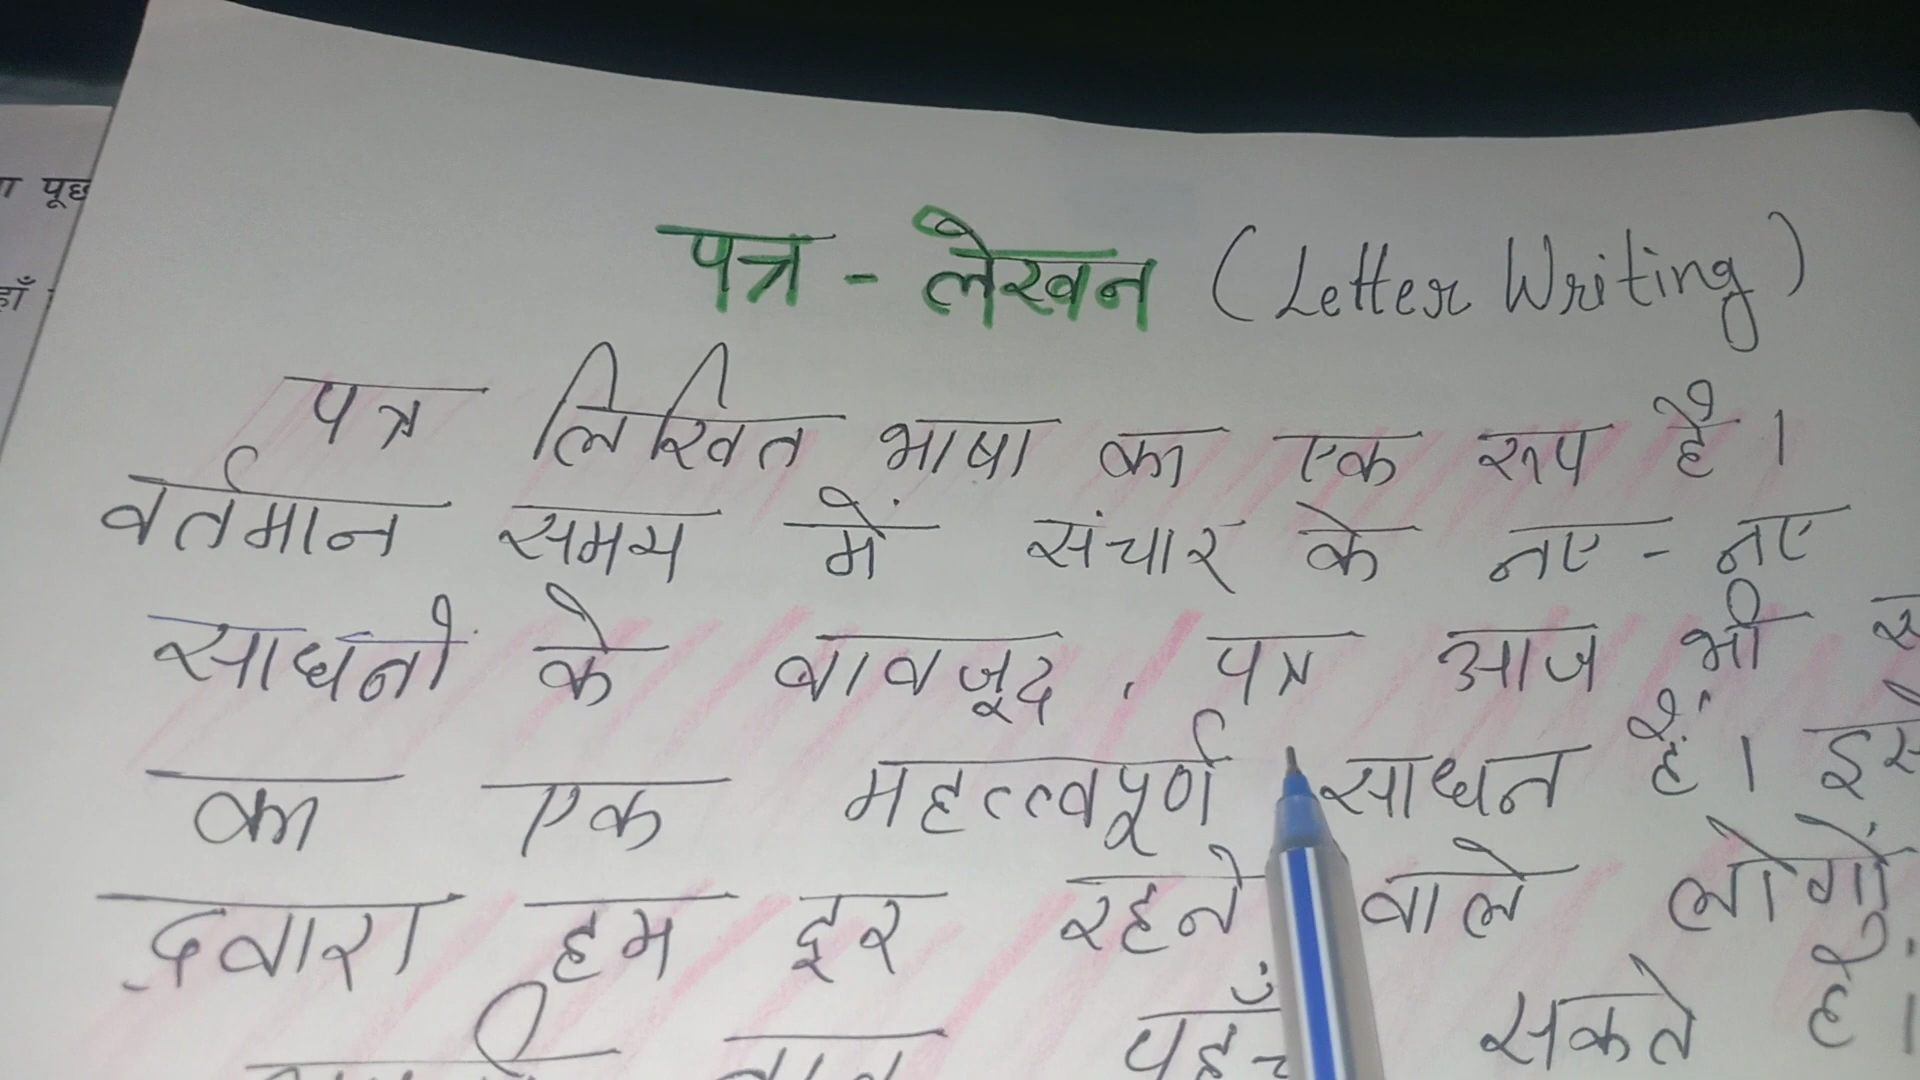 पूछ
पत्र - लेखन (Letter Writing)
पत्र लिखित भाषा का एक रूप है।
वर्तमान समय में संचार के नए - नए
साधनों के बावजूद, पत्र आज भी
का एक महत्त्वपूर्ण साधन हैं।
द्वारा हम दूर रहने वाले लोगों
सकते हैं।